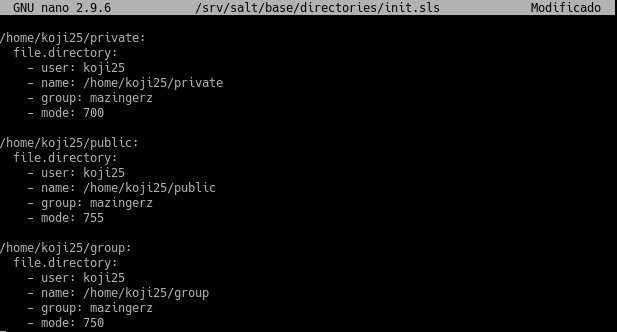 GNU nano 2.9.6 /srv/salt/base/directories/init.sls Modificado
/home/koji25/private:
file.directory:
- user: koji25
- name: /home/koji25/private
- group: mazingerz
- mode: 700
/home/koji25/public:
file.directory:
- user: koji25
- name: /home/koji25/public
- group: mazingerz
- mode: 755
/home/koji25/group:
file.directory:
- user: koji25
- name: /home/koji25/group
- group: mazingerz
- mode: 750